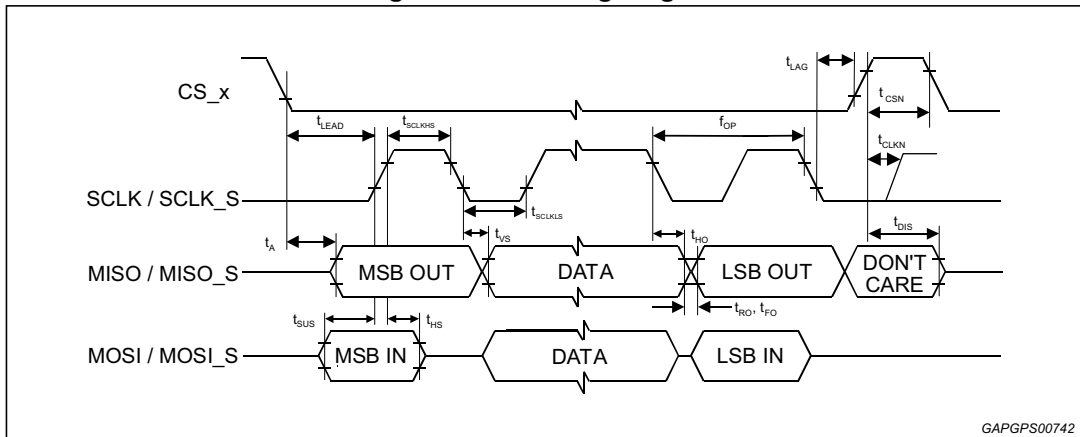 CS_x
tLAG
tCSN
tLEAD
tSCLKHS
fOP
tCLKN
SCLK / SCLK_S
tSCLKLS
tA
tVS
tHO
tDIS
MISO / MISO_S
MSB OUT
DATA
LSB OUT
DON'T
CARE
tSUS
tHS
tRO, tFO
MOSI / MOSI_S
MSB IN
DATA
LSB IN
GAPGPS00742